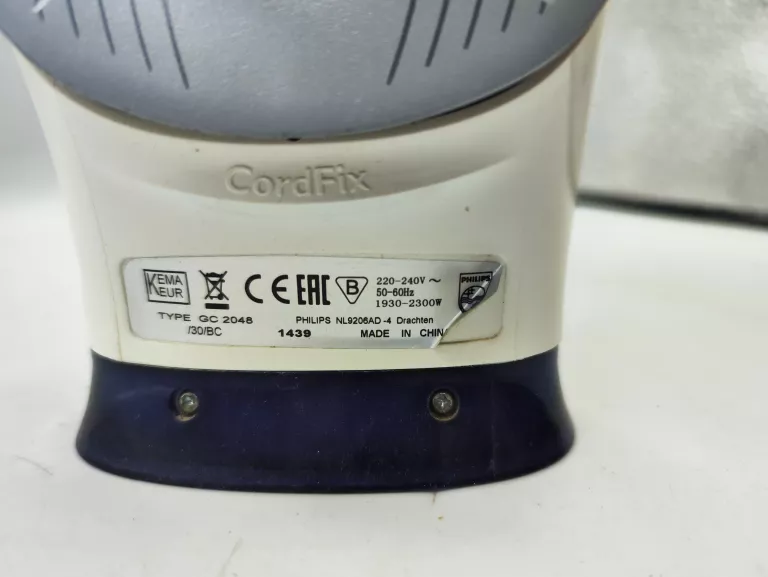 CordFix
KEMA
KEUR
CE EAC B
220-240V ~
50-60Hz
1930-2300W
PHILIPS
TYPE GC 2048
/30/BC
PHILIPS NL9206AD-4 Drachten
1439
MADE IN CHIN